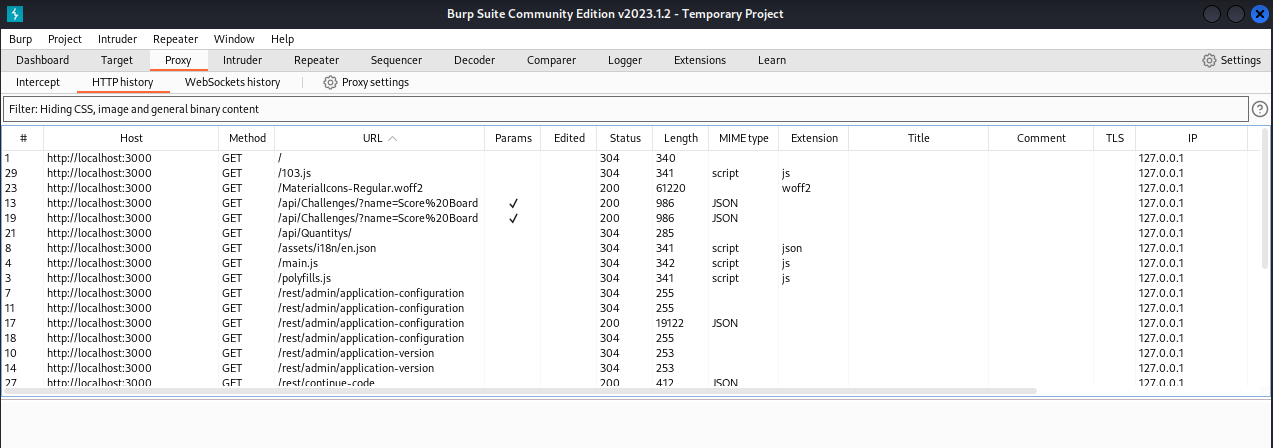 Burp Suite Community Edition v2023.1.2 - Temporary Project
Burp Project Intruder Repeater Window Help
Dashboard Target Proxy Intruder Repeater Sequencer Decoder Comparer Logger Extensions Learn Settings
Intercept HTTP history WebSockets history Proxy settings
Filter: Hiding CSS, image and general binary content
# Host Method URL Params Edited Status Length MIME type Extension Title Comment TLS IP
1 http://localhost:3000 GET / 304 340 127.0.0.1
29 http://localhost:3000 GET /103.js 304 341 script js 127.0.0.1
23 http://localhost:3000 GET /MaterialIcons-Regular.woff2 200 61220 woff2 127.0.0.1
13 http://localhost:3000 GET /api/Challenges/?name=Score%20Board ✓ 200 986 JSON 127.0.0.1
19 http://localhost:3000 GET /api/Challenges/?name=Score%20Board ✓ 200 986 JSON 127.0.0.1
21 http://localhost:3000 GET /api/Quantitys/ 304 285 127.0.0.1
8 http://localhost:3000 GET /assets/i18n/en.json 304 341 script json 127.0.0.1
4 http://localhost:3000 GET /main.js 304 342 script js 127.0.0.1
3 http://localhost:3000 GET /polyfills.js 304 341 script js 127.0.0.1
7 http://localhost:3000 GET /rest/admin/application-configuration 304 255 127.0.0.1
11 http://localhost:3000 GET /rest/admin/application-configuration 304 255 127.0.0.1
17 http://localhost:3000 GET /rest/admin/application-configuration 200 19122 JSON 127.0.0.1
18 http://localhost:3000 GET /rest/admin/application-configuration 304 255 127.0.0.1
10 http://localhost:3000 GET /rest/admin/application-version 304 253 127.0.0.1
14 http://localhost:3000 GET /rest/admin/application-version 304 253 127.0.0.1
27 http://localhost:3000 GET /rest/continue-code 200 412 JSON 127.0.0.1